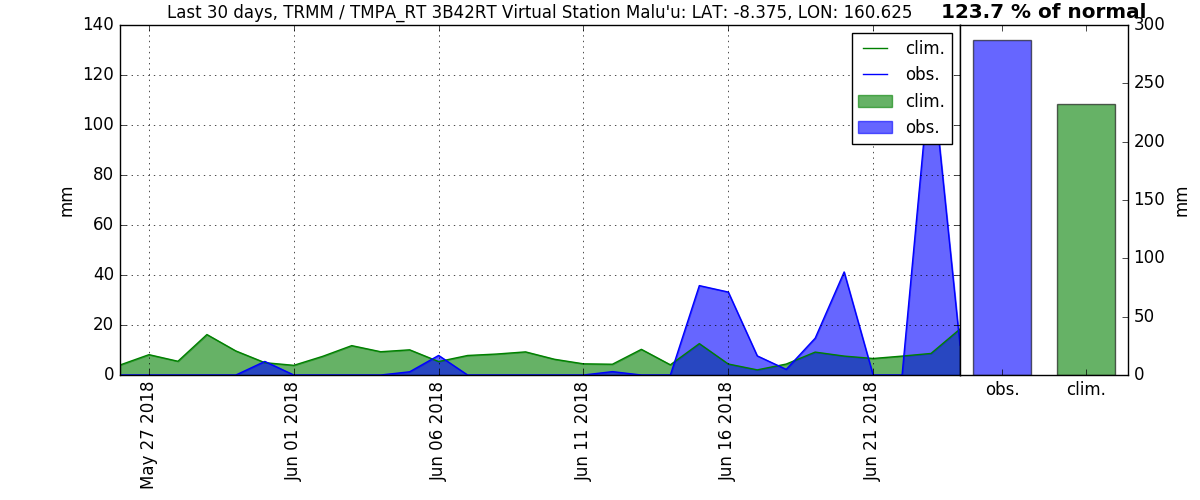 Last 30 days, TRMM / TMPA_RT 3B42RT Virtual Station Malu'u: LAT: -8.375, LON: 160.625
123.7 % of normal
140
120
100
80
60
40
20
0
mm
clim.
obs.
clim.
obs.
May 27 2018
Jun 01 2018
Jun 06 2018
Jun 11 2018
Jun 16 2018
Jun 21 2018
300
250
200
150
100
50
0
mm
obs.
clim.